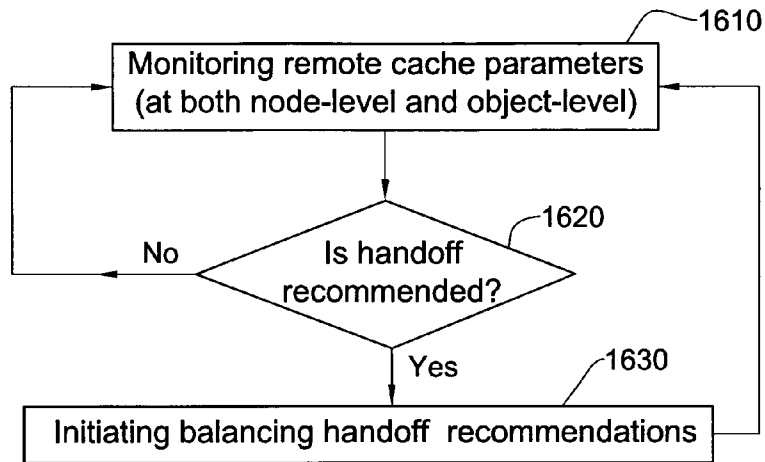 1610
Monitoring remote cache parameters
(at both node-level and object-level)
1620
No
Is handoff
recommended?
Yes
1630
Initiating balancing handoff recommendations